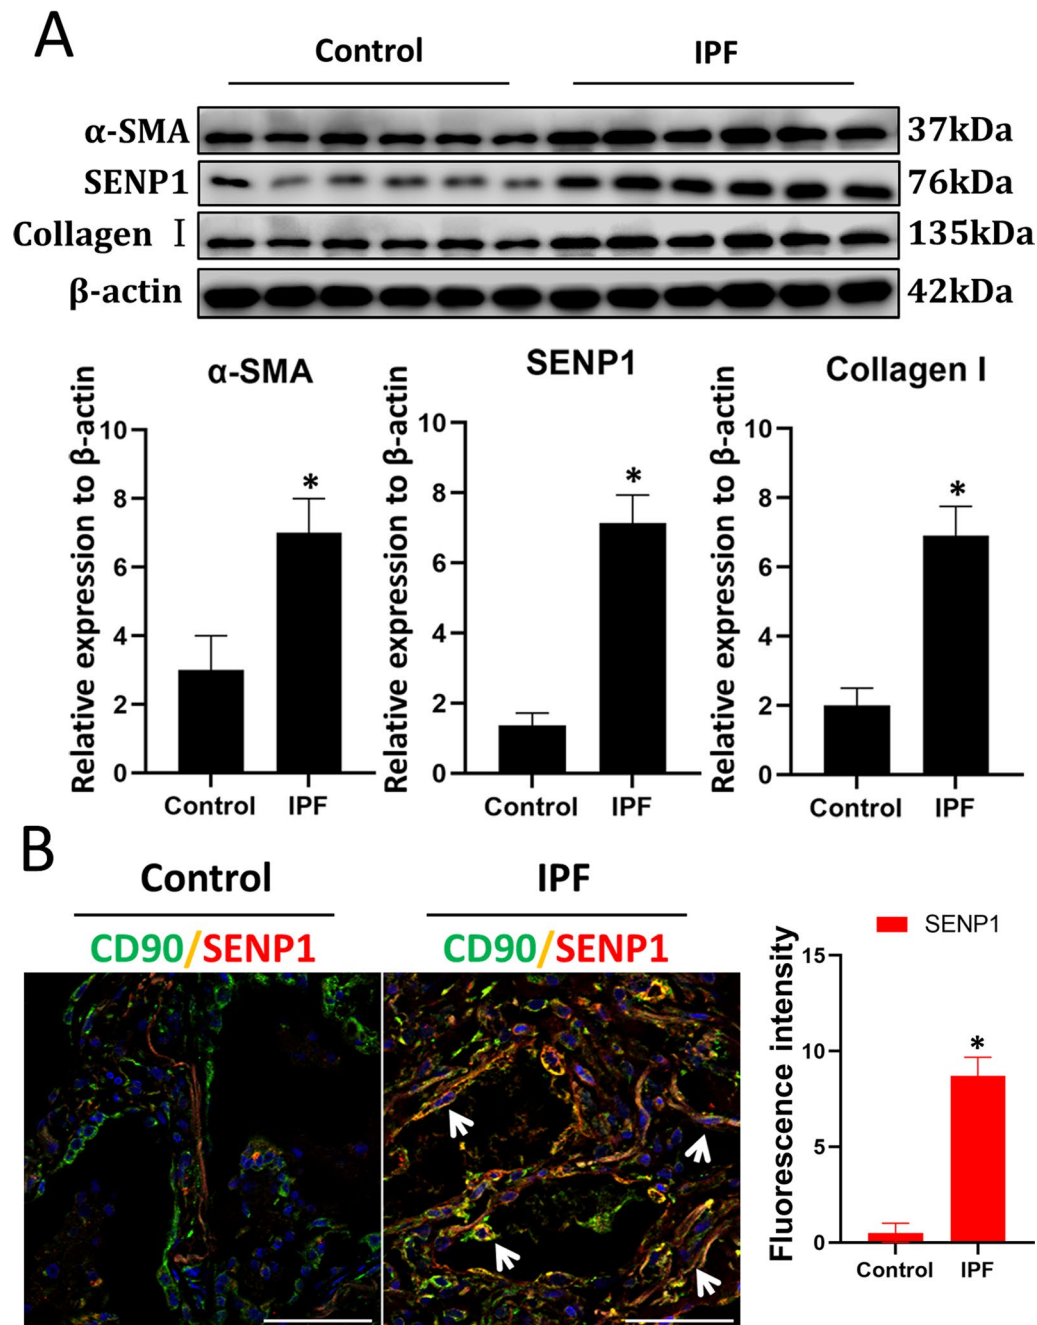 A
Control IPF
α-SMA 37kDa
SENP1 76kDa
Collagen I 135kDa
β-actin 42kDa
α-SMA
Relative expression to β-actin
10
8
6
4
2
0
*
Control IPF
SENP1
Relative expression to β-actin
10
8
6
4
2
0
*
Control IPF
Collagen I
Relative expression to β-actin
10
8
6
4
2
0
*
Control IPF
B
Control
CD90/SENP1
IPF
CD90/SENP1
SENP1
Fluorescence intensity
15
10
5
0
*
Control IPF